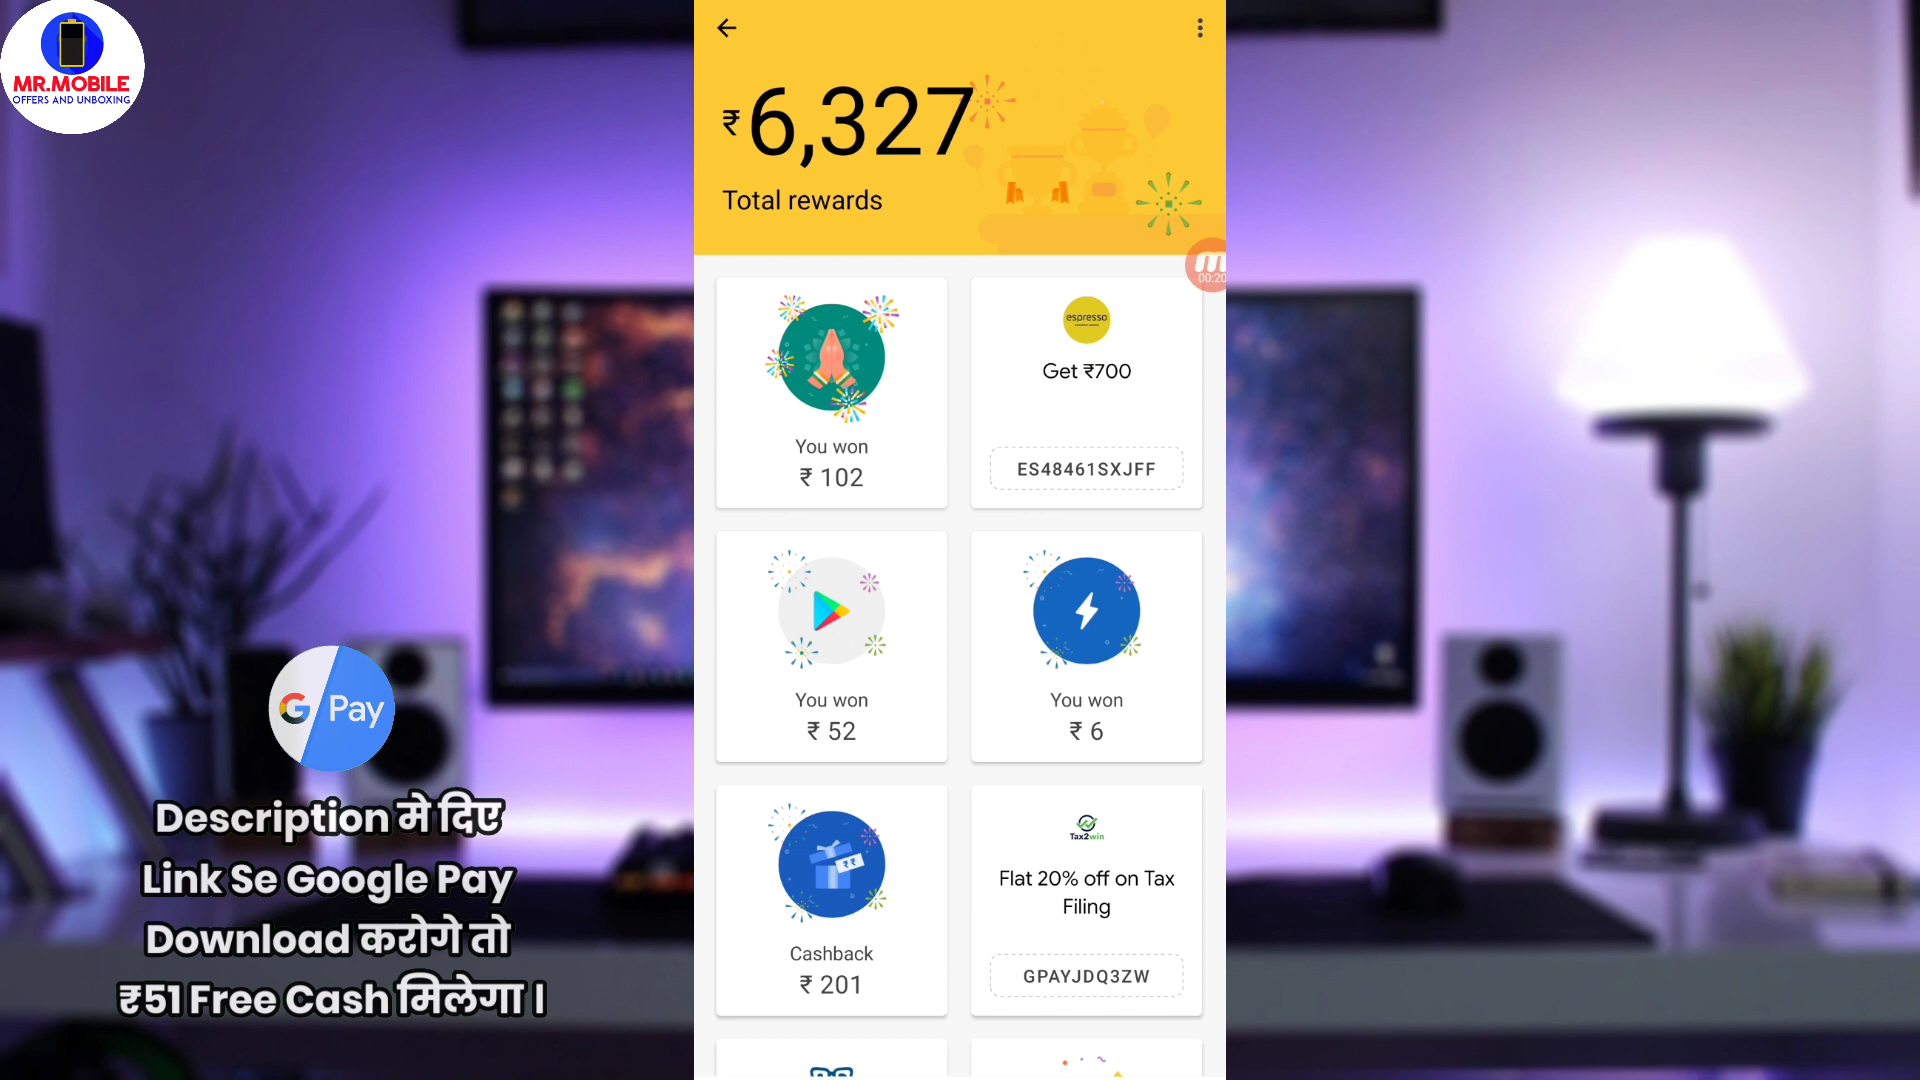 MR.MOBILE
OFFERS AND UNBOXING
₹6,327
Total rewards
00:20
You won
₹ 102
espresso
Get ₹700
ES48461SXJFF
You won
₹ 52
You won
₹ 6
Cashback
₹ 201
Tax2win
Flat 20% off on Tax
Filing
GPAYJDQ3ZW
G Pay
Description मे दिए
Link Se Google Pay
Download करोगे तो
₹51 Free Cash मिलेगा।